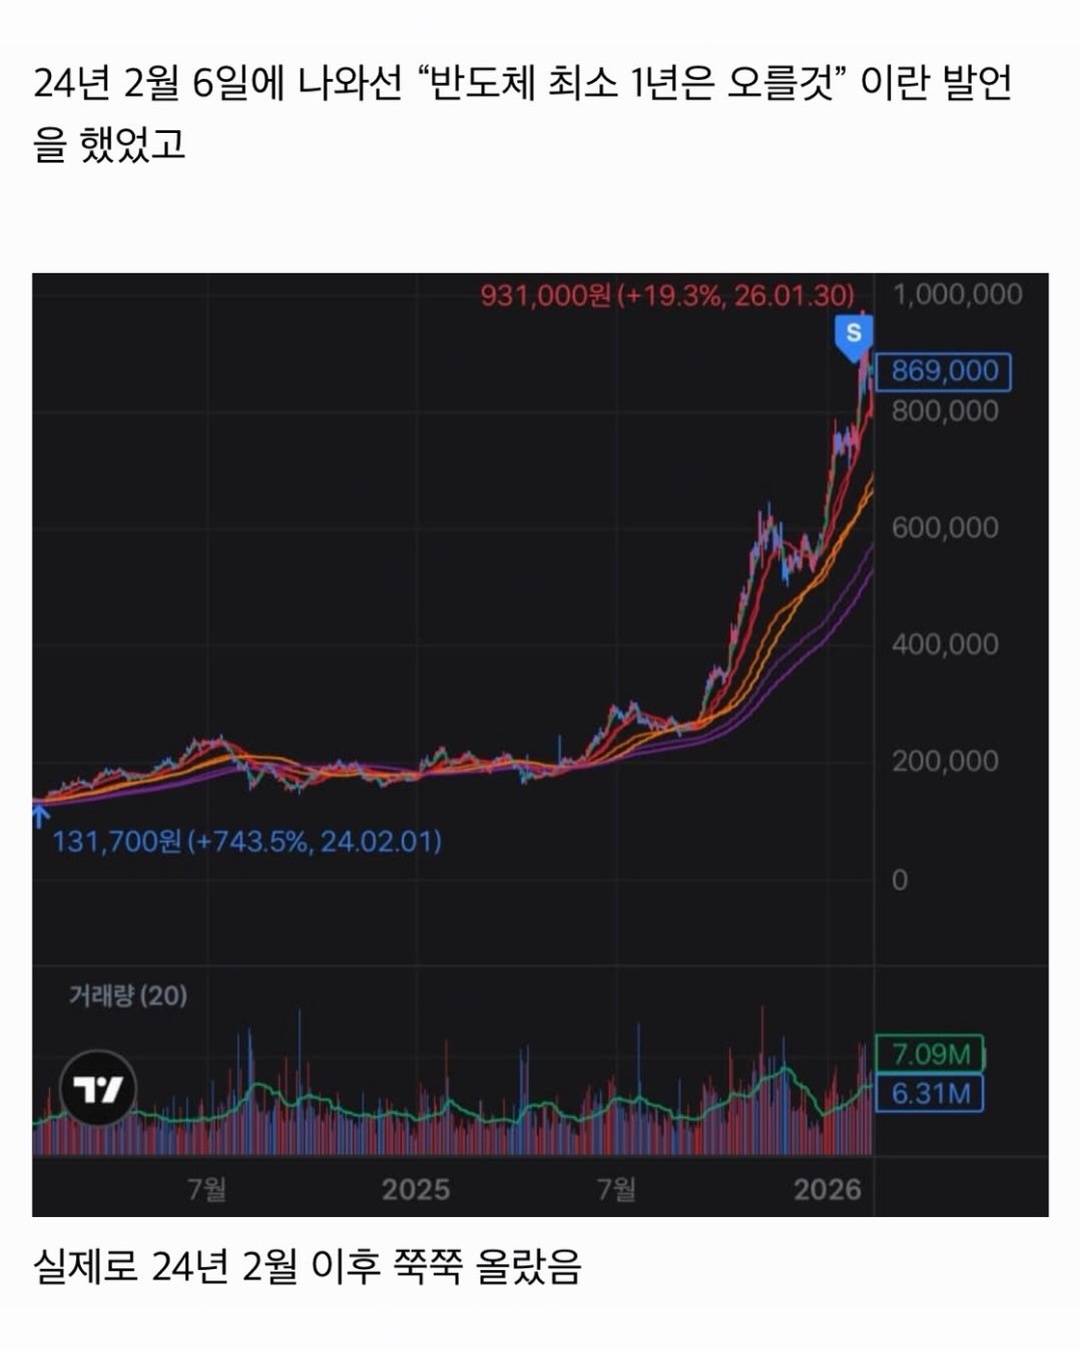 24년 2월 6일에 나와선 “반도체 최소 1년은 오를것” 이란 발언
을 했었고
931,000원 (+19.3%, 26.01.30)
1,000,000
S
869,000
800,000
600,000
400,000
200,000
131,700원 (+743.5%, 24.02.01)
0
거래량 (20)
7.09M
6.31M
7월
2025
7월
2026
실제로 24년 2월 이후 쭉쭉 올랐음